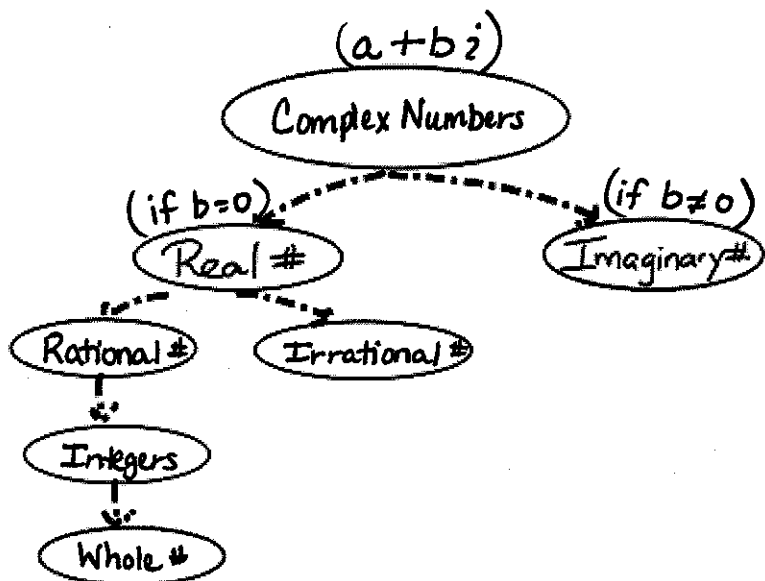 (a+bi)
Complex Numbers
(if b=0)
(if b≠0)
Real #
Imaginary #
Rational #
Irrational #
Integers
Whole #